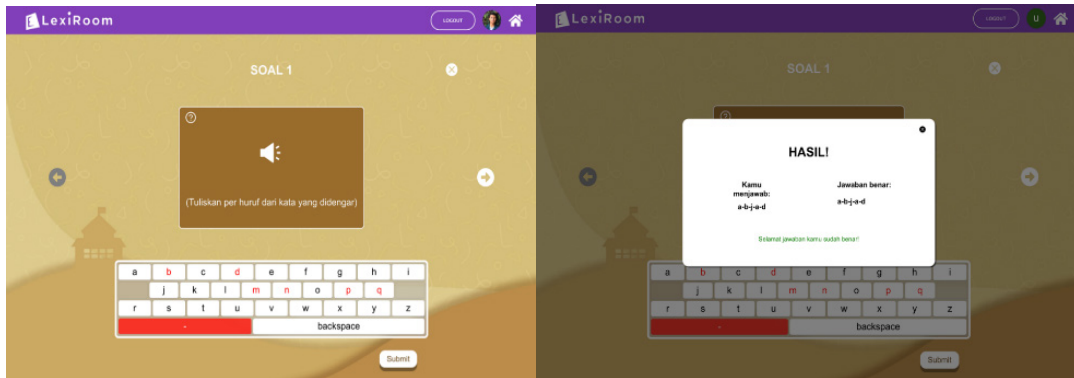 LexiRoom
LOGOUT
SOAL 1
(Tuliskan per huruf dari kata yang didengar)
a b c d e f g h i
j k l m n o p q
r s t u v w x y z
- backspace
Submit
LexiRoom
LOGOUT U
SOAL 1
HASIL!
Kamu menjawab:
a-b-j-a-d
Jawaban benar:
a-b-j-a-d
Selamat jawaban kamu sudah benar!
a b c d e f g h i
j k l m n o p q
r s t u v w x y z
- backspace
Submit